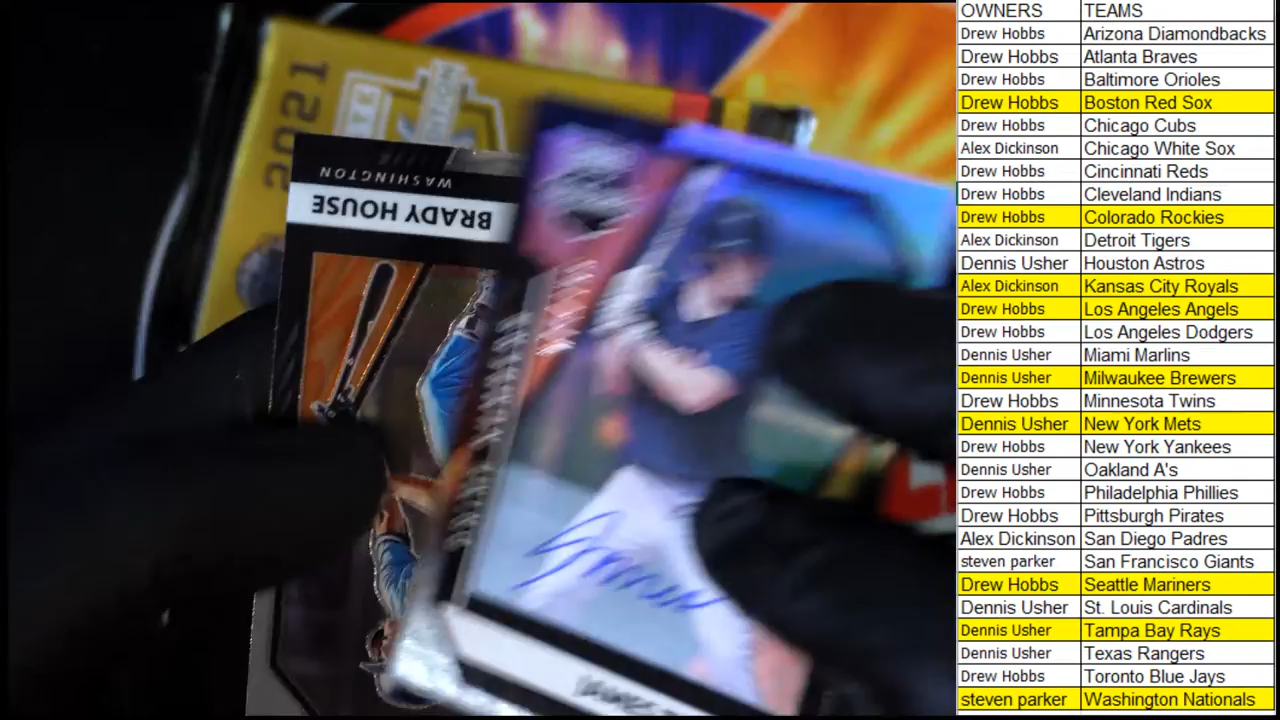 2021
WASHINGTON
BRADY HOUSE
OWNERS TEAMS
Drew Hobbs Arizona Diamondbacks
Drew Hobbs Atlanta Braves
Drew Hobbs Baltimore Orioles
Drew Hobbs Boston Red Sox
Drew Hobbs Chicago Cubs
Alex Dickinson Chicago White Sox
Drew Hobbs Cincinnati Reds
Drew Hobbs Cleveland Indians
Drew Hobbs Colorado Rockies
Alex Dickinson Detroit Tigers
Dennis Usher Houston Astros
Alex Dickinson Kansas City Royals
Drew Hobbs Los Angeles Angels
Drew Hobbs Los Angeles Dodgers
Dennis Usher Miami Marlins
Dennis Usher Milwaukee Brewers
Drew Hobbs Minnesota Twins
Dennis Usher New York Mets
Drew Hobbs New York Yankees
Dennis Usher Oakland A's
Drew Hobbs Philadelphia Phillies
Drew Hobbs Pittsburgh Pirates
Alex Dickinson San Diego Padres
steven parker San Francisco Giants
Drew Hobbs Seattle Mariners
Dennis Usher St. Louis Cardinals
Dennis Usher Tampa Bay Rays
Dennis Usher Texas Rangers
Drew Hobbs Toronto Blue Jays
steven parker Washington Nationals